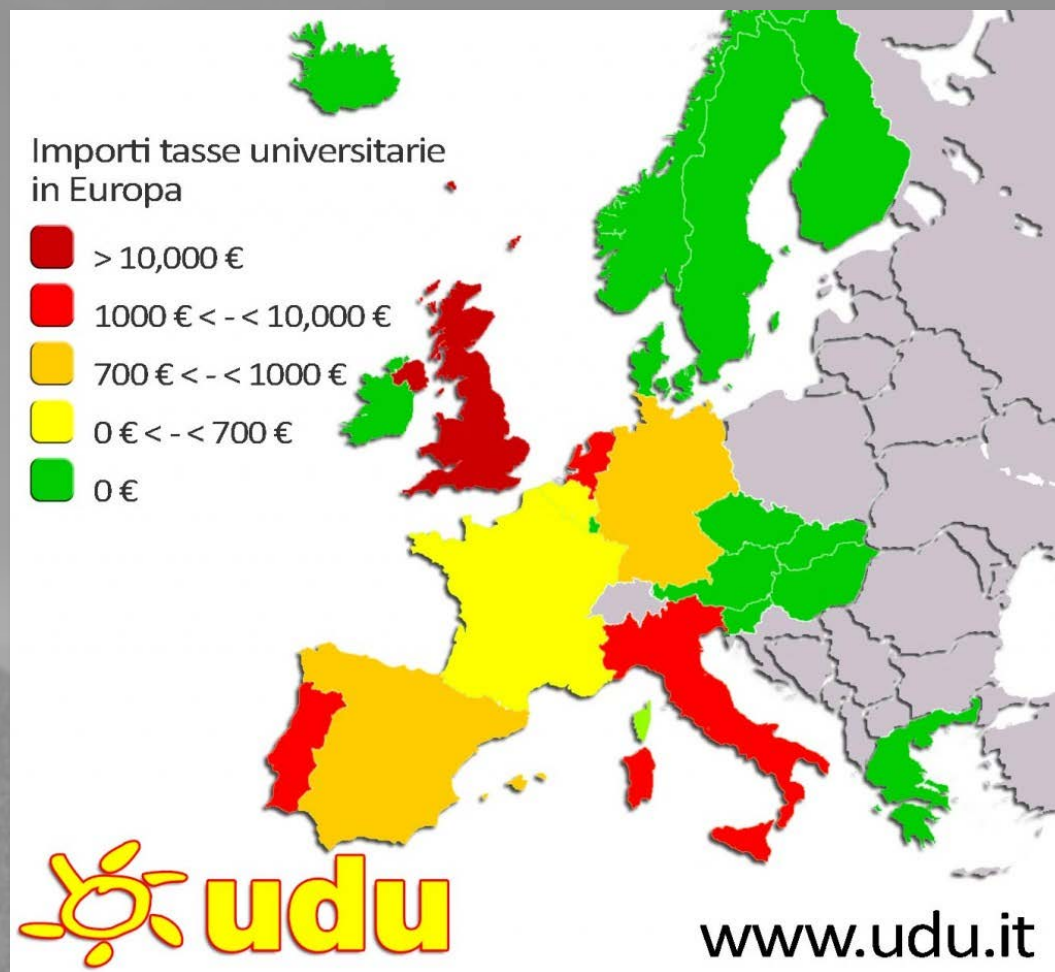 Importi tasse universitarie
in Europa
> 10,000 €
1000 € < - < 10,000 €
700 € < - < 1000 €
0 € < - < 700 €
0 €
udu
www.udu.it